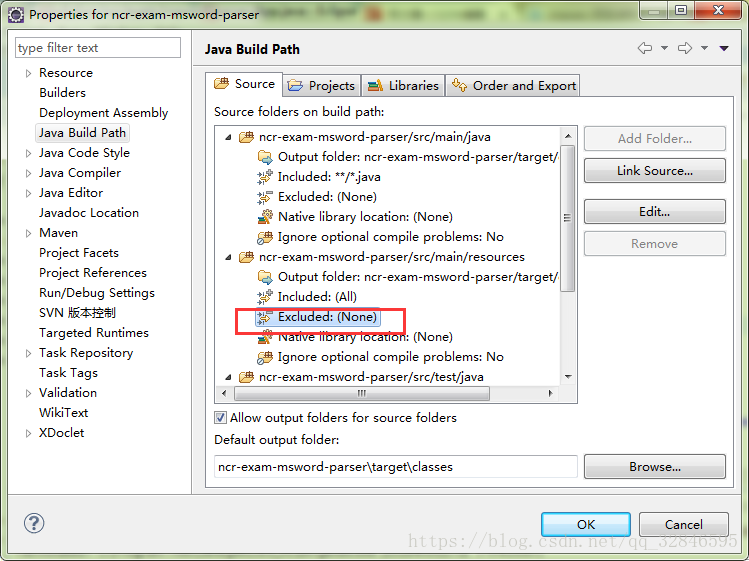 Properties for ncr-exam-msword-parser
type filter text
Resource
Builders
Deployment Assembly
Java Build Path
Java Code Style
Java Compiler
Java Editor
Javadoc Location
Maven
Project Facets
Project References
Run/Debug Settings
SVN 版本控制
Targeted Runtimes
Task Repository
Task Tags
Validation
WikiText
XDoclet
Java Build Path
Source
Projects
Libraries
Order and Export
Source folders on build path:
ncr-exam-msword-parser/src/main/java
Output folder: ncr-exam-msword-parser/target/
Included: **/*.java
Excluded: (None)
Native library location: (None)
Ignore optional compile problems: No
ncr-exam-msword-parser/src/main/resources
Output folder: ncr-exam-msword-parser/target/
Included: (All)
Excluded: (None)
Native library location: (None)
Ignore optional compile problems: No
ncr-exam-msword-parser/src/test/java
Add Folder...
Link Source...
Edit...
Remove
Allow output folders for source folders
Default output folder:
ncr-exam-msword-parser\target\classes
Browse...
OK
Cancel
https://blog.csdn.net/qq_32846595